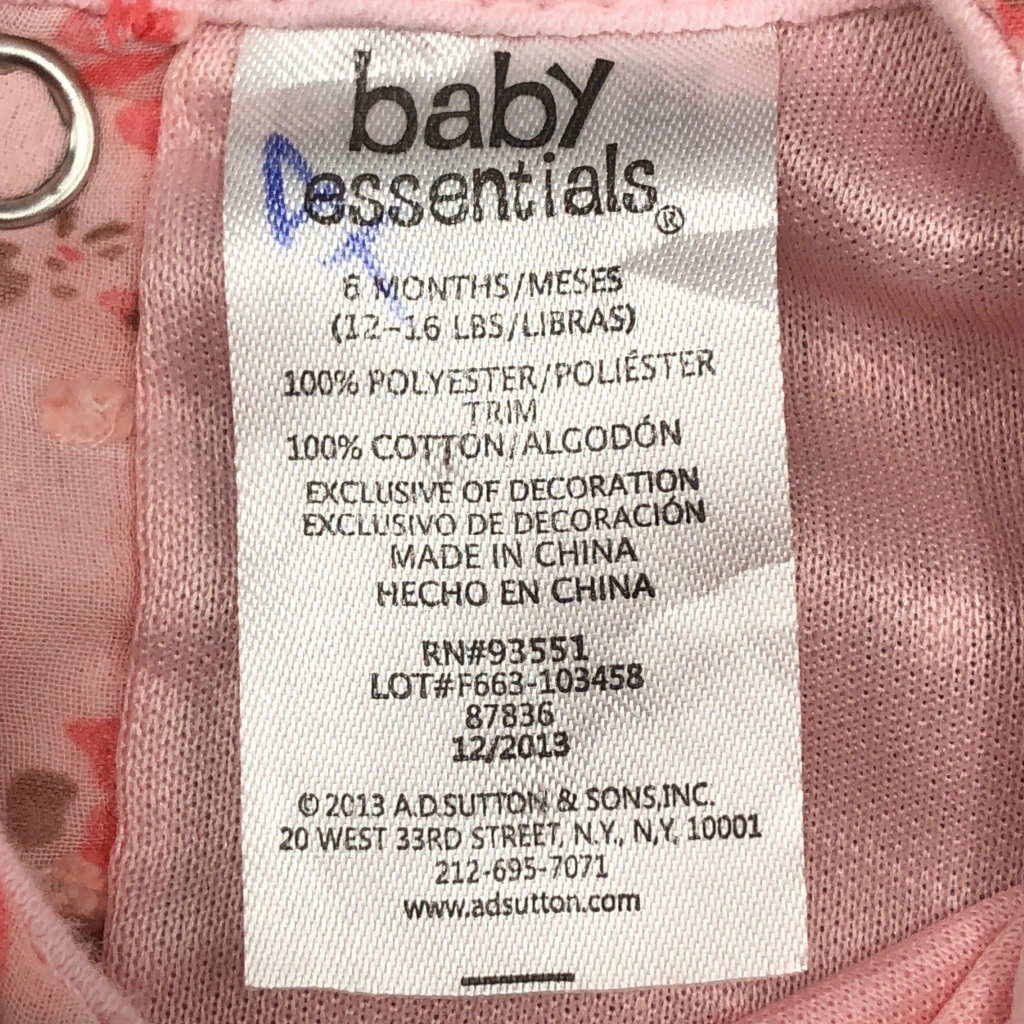 baby
essentials®
6 MONTHS/MESES
(12-16 LBS/LIBRAS)
100% POLYESTER/POLIÉSTER
TRIM
100% COTTON/ALGODÓN
EXCLUSIVE OF DECORATION
EXCLUSIVO DE DECORACIÓN
MADE IN CHINA
HECHO EN CHINA
RN#93551
LOT#F663-103458
87836
12/2013
© 2013 A.D.SUTTON & SONS,INC.
20 WEST 33RD STREET, N.Y., N,Y, 10001
212-695-7071
www.adsutton.com